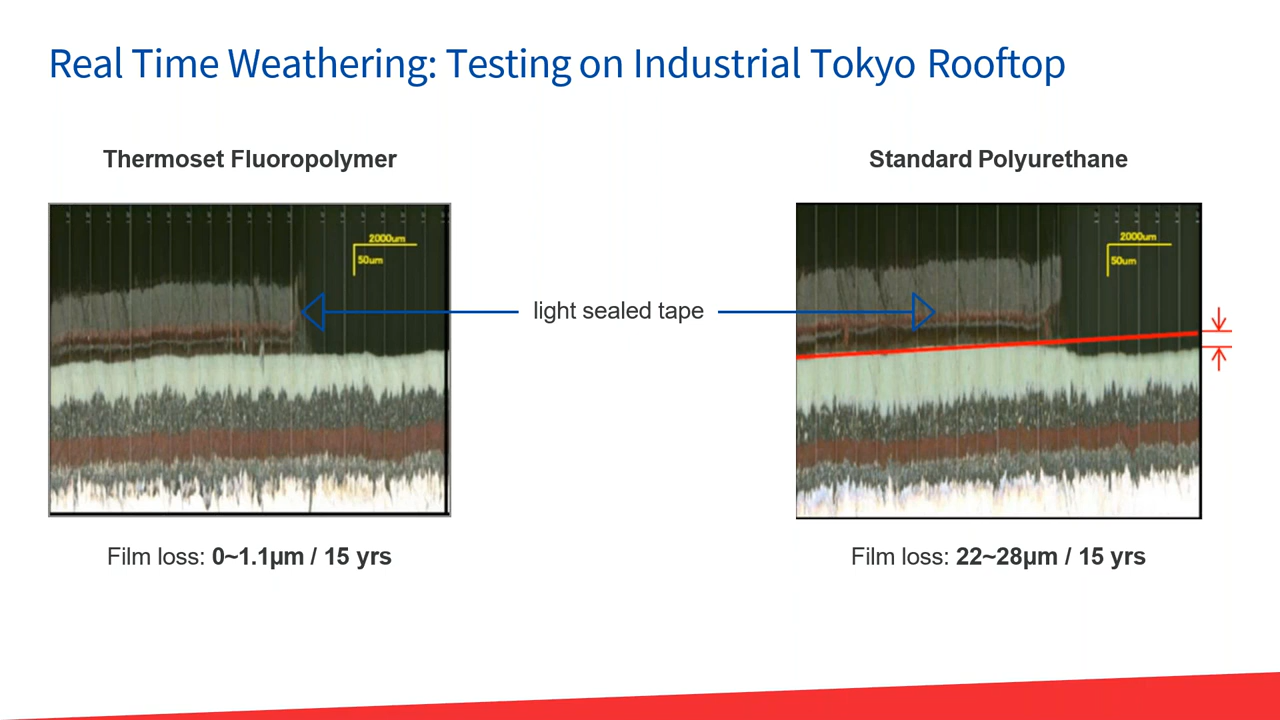 Real Time Weathering: Testing on Industrial Tokyo Rooftop
Thermoset Fluoropolymer
Standard Polyurethane
2000um
50um
2000um
50um
light sealed tape
Film loss: 0~1.1µm / 15 yrs
Film loss: 22~28µm / 15 yrs